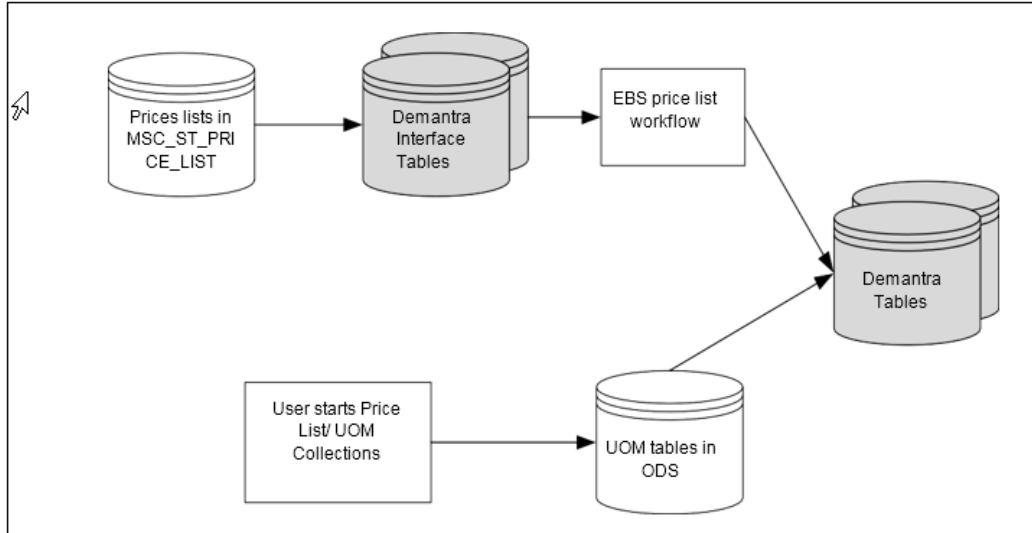 Prices lists in
MSC_ST_PRI
CE_LIST
Demantra
Interface
Tables
EBS price list
workflow
Demantra
Tables
User starts Price
List/ UOM
Collections
UOM tables in
ODS